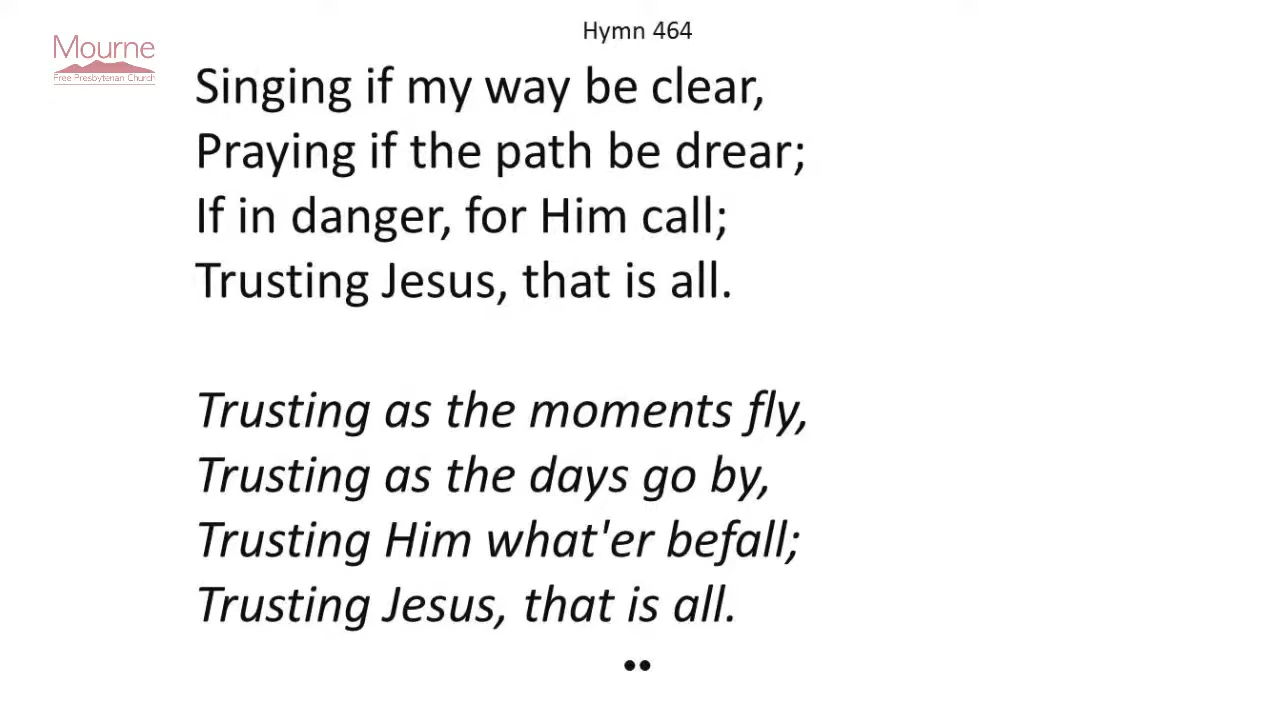 Hymn 464
Mourne
Free Presbyterian Church
Singing if my way be clear,
Praying if the path be drear;
If in danger, for Him call;
Trusting Jesus, that is all.
Trusting as the moments fly,
Trusting as the days go by,
Trusting Him what'er befall;
Trusting Jesus, that is all.